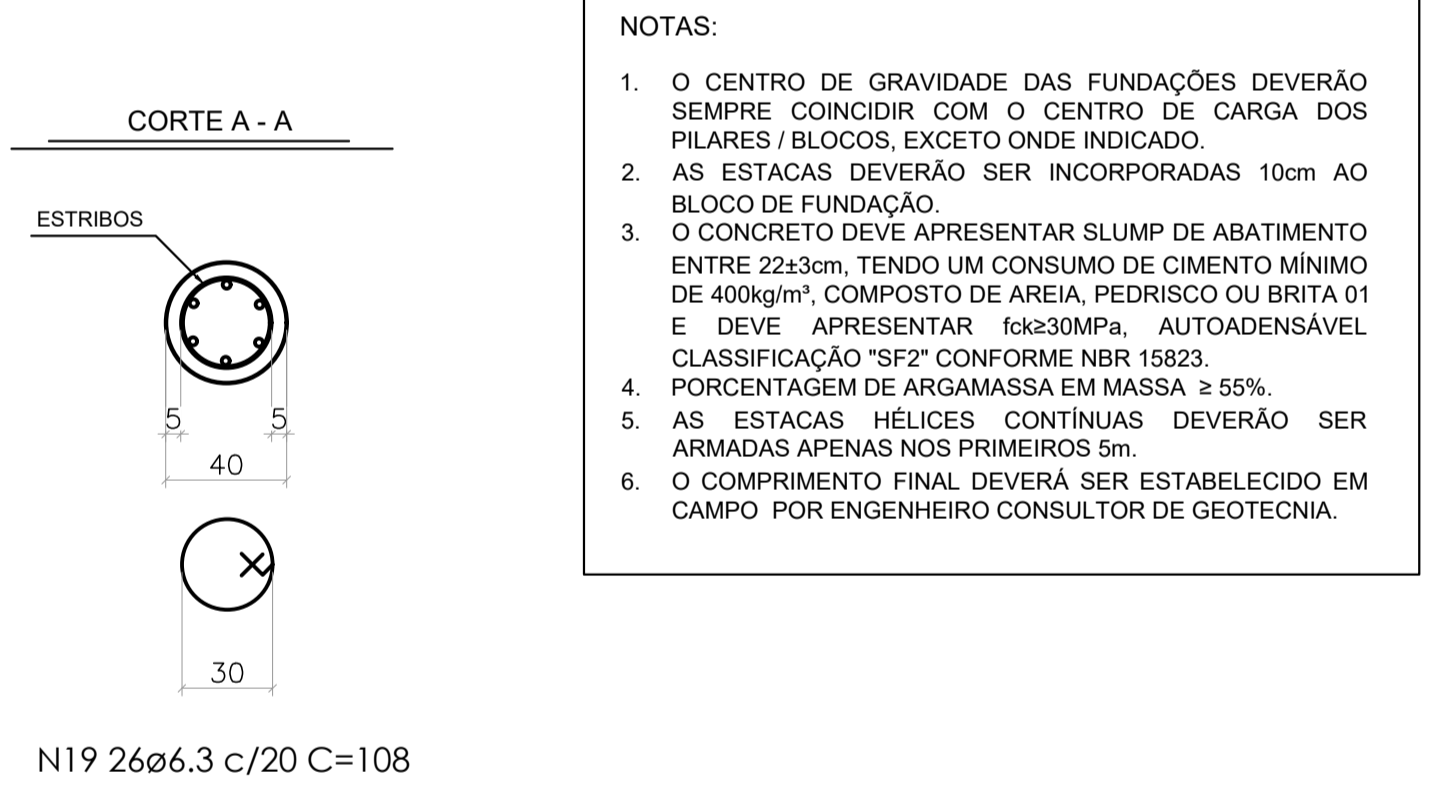 CORTE A - A
ESTRIBOS
5
5
40
30
N19 26ø6.3 c/20 C=108
NOTAS:
1. O CENTRO DE GRAVIDADE DAS FUNDAÇÕES DEVERÃO
SEMPRE COINCIDIR COM O CENTRO DE CARGA DOS
PILARES / BLOCOS, EXCETO ONDE INDICADO.
2. AS ESTACAS DEVERÃO SER INCORPORADAS 10cm AO
BLOCO DE FUNDAÇÃO.
3. O CONCRETO DEVE APRESENTAR SLUMP DE ABATIMENTO
ENTRE 22±3cm, TENDO UM CONSUMO DE CIMENTO MÍNIMO
DE 400kg/m³, COMPOSTO DE AREIA, PEDRISCO OU BRITA 01
E DEVE APRESENTAR fck≥30MPa, AUTOADENSÁVEL
CLASSIFICAÇÃO "SF2" CONFORME NBR 15823.
4. PORCENTAGEM DE ARGAMASSA EM MASSA ≥ 55%.
5. AS ESTACAS HÉLICES CONTÍNUAS DEVERÃO SER
ARMADAS APENAS NOS PRIMEIROS 5m.
6. O COMPRIMENTO FINAL DEVERÁ SER ESTABELECIDO EM
CAMPO POR ENGENHEIRO CONSULTOR DE GEOTECNIA.